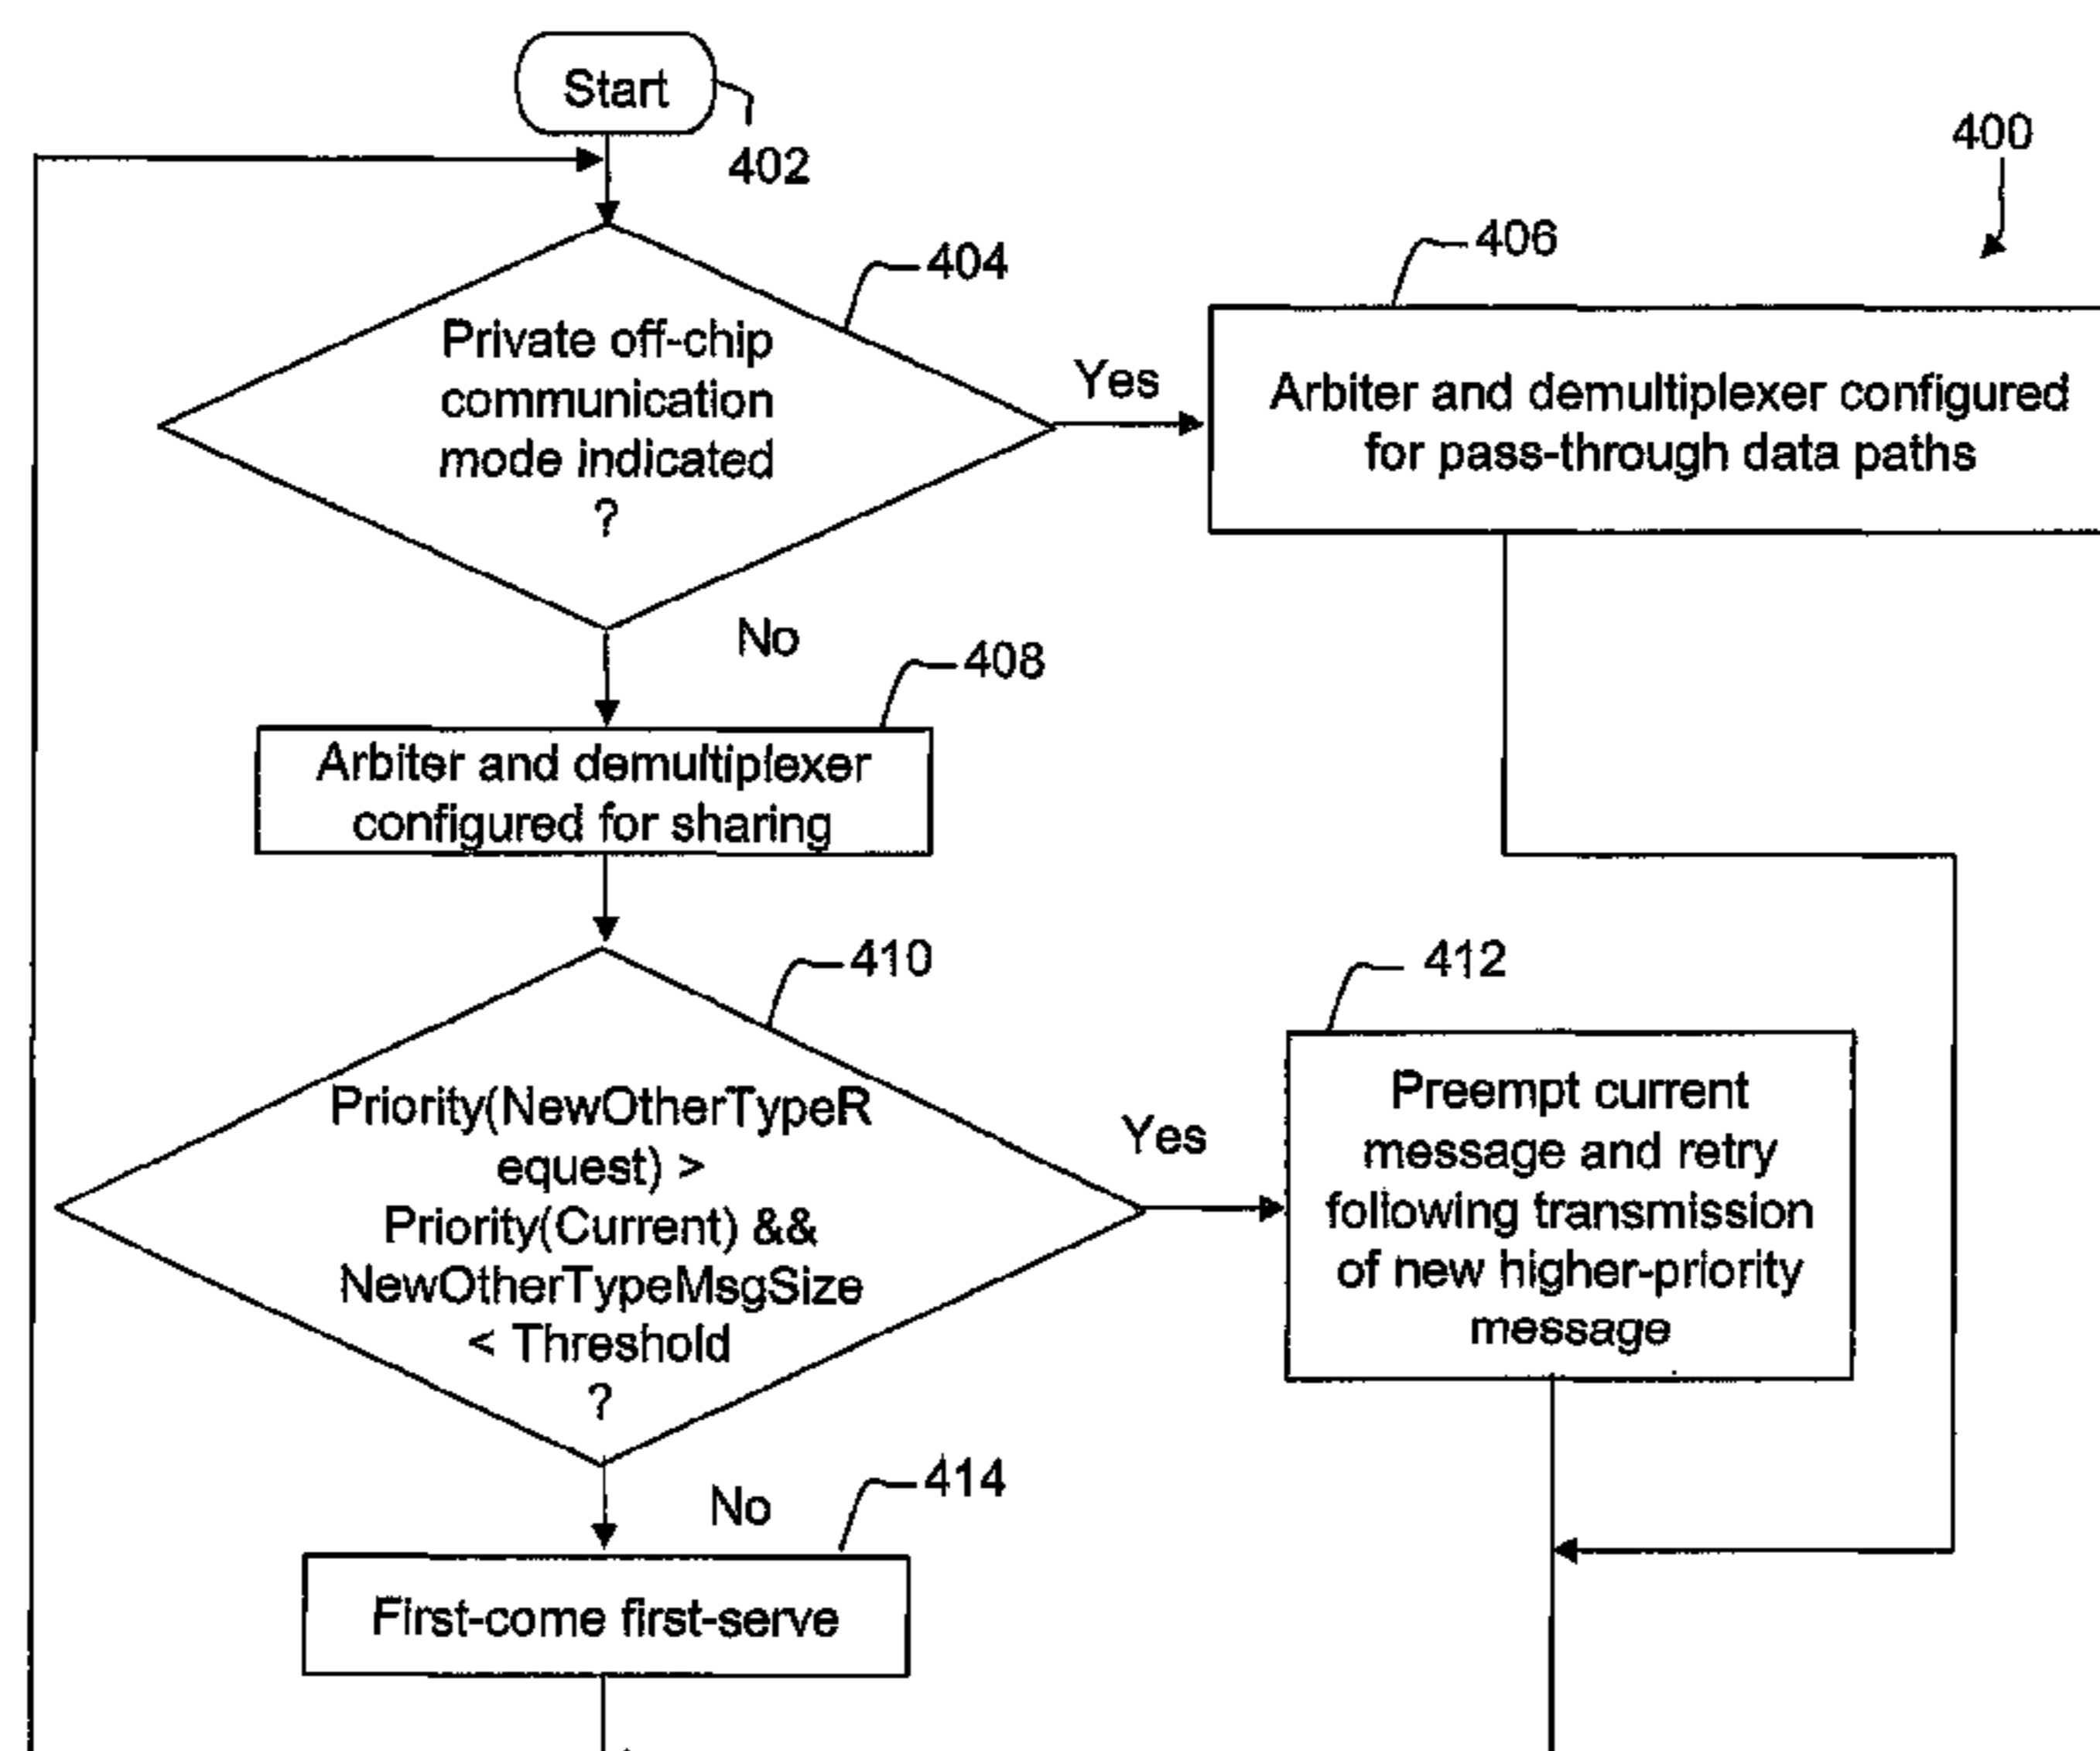 Start
402
400
404
406
Private off-chip
communication
mode indicated
?
Yes
Arbiter and demultiplexer configured
for pass-through data paths
No
408
Arbiter and demultiplexer
configured for sharing
410
412
Priority(NewOtherTypeR
equest) >
Priority(Current) &&
NewOtherTypeMsgSize
< Threshold
?
Yes
Preempt current
message and retry
following transmission
of new higher-priority
message
No
414
First-come first-serve